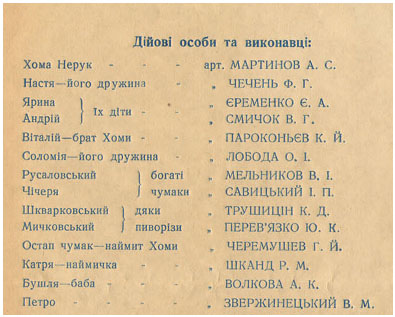 Дійові особи та виконавці:
Хома Нерук - - - арт. МАРТИНОВ А. С.
Настя—його дружина - - „ ЧЕЧЕНЬ Ф. Г.
Ярина } Їх діти - - - „ ЄРЕМЕНКО Є. А.
Андрій „ СМИЧОК В. Г.
Віталій—брат Хоми - - „ ПАРОКОНЬЄВ К. Й.
Соломія—його дружина - „ ЛОБОДА О. І.
Русаловський } багаті „ МЕЛЬНИКОВ В. І.
Чічеря чумаки „ САВИЦЬКИЙ І. П.
Шкварковський } дяки „ ТРУШИЦІН К. Д.
Мичковський пиворізи „ ПЕРЕВ'ЯЗКО Ю. К.
Остап чумак—наймит Хоми „ ЧЕРЕМУШЕВ Г. Й.
Катря—наймичка - - „ ШКАНД Р. М.
Бушля—баба - - - „ ВОЛКОВА А. К.
Петро - - - - „ ЗВЕРЖИНЕЦЬКИЙ В. М.